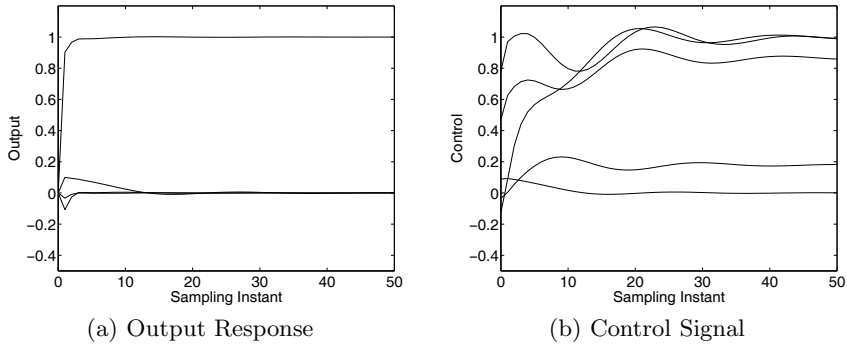 1
0.8
0.6
0.4
0.2
0
−0.2
−0.4
Output
0 10 20 30 40 50
Sampling Instant
(a) Output Response
1
0.8
0.6
0.4
0.2
0
−0.2
−0.4
Control
0 10 20 30 40 50
Sampling Instant
(b) Control Signal